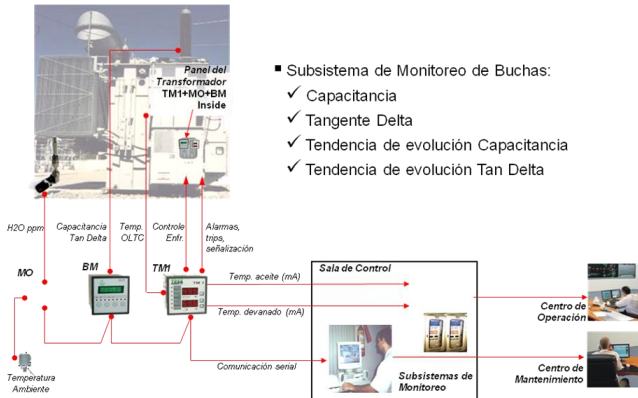 Panel del
Transformador
TM1+MO+BM
Inside
▪ Subsistema de Monitoreo de Buchas:
✓ Capacitancia
✓ Tangente Delta
✓ Tendencia de evolución Capacitancia
✓ Tendencia de evolución Tan Delta
H2O ppm
Capacitancia
Tan Delta
Temp.
OLTC
Controle
Enfr.
Alarmas,
trips,
señalización
MO
BM
TM1
Temp. aceite (mA)
Temp. devanado (mA)
Comunicación serial
Temperatura
Ambiente
Sala de Control
Subsistemas de
Monitoreo
Centro de
Operación
Centro de
Mantenimiento